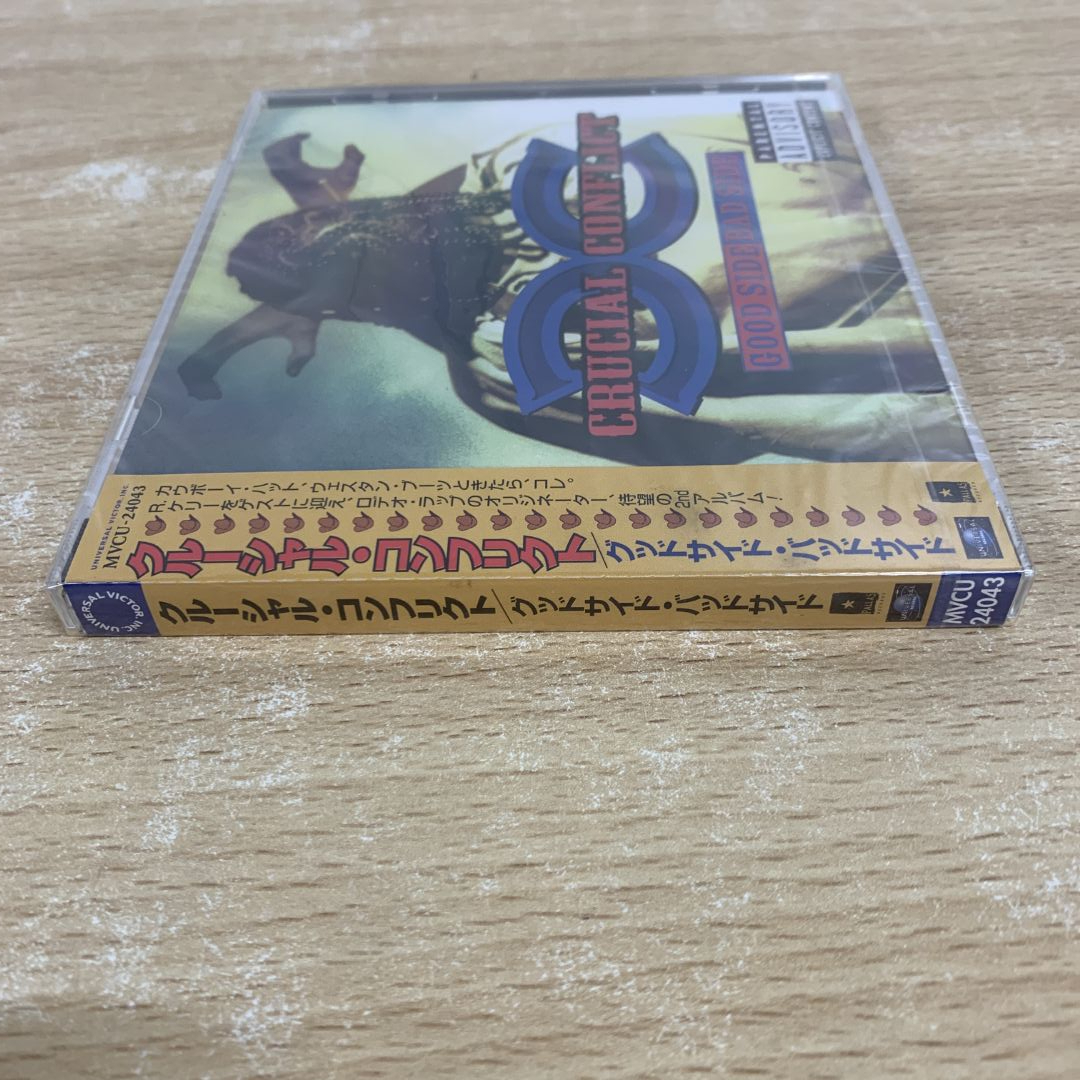 PARENTAL
ADVISORY
EXPLICIT CONTENT
CRUCIAL CONFLICT
GOOD SIDE BAD SIDE
UNIVERSAL VICTOR, INC.
MVCU-24043
カウボーイ・ハット、ウェスタン・ブーツときたら、コレ。
R.ケリーをゲストに迎え、ロデオ・ラップのオリジネーター、待望の2ndアルバム!
クルーシャル・コンフリクト/グッドサイド・バッドサイド
PALLAS
UNIVERSAL
UNIVERSAL VICTOR, INC.
クルーシャル・コンフリクト/グッドサイド・バッドサイド
PALLAS
UNIVERSAL
MVCU
24043